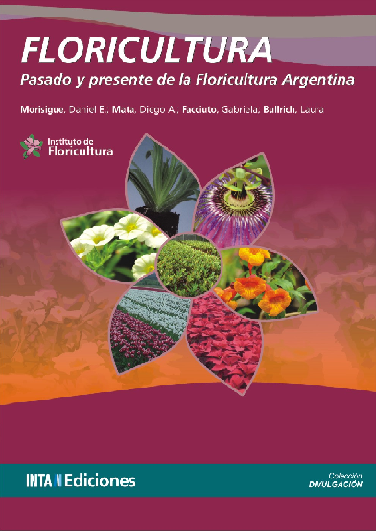 FLORICULTURA
Pasado y presente de la Floricultura Argentina
Morisigue, Daniel E.; Mata, Diego A.; Facciuto, Gabriela; Bullrich, Laura
Instituto de
Floricultura
INTA Ediciones
Colección
DIVULGACIÓN